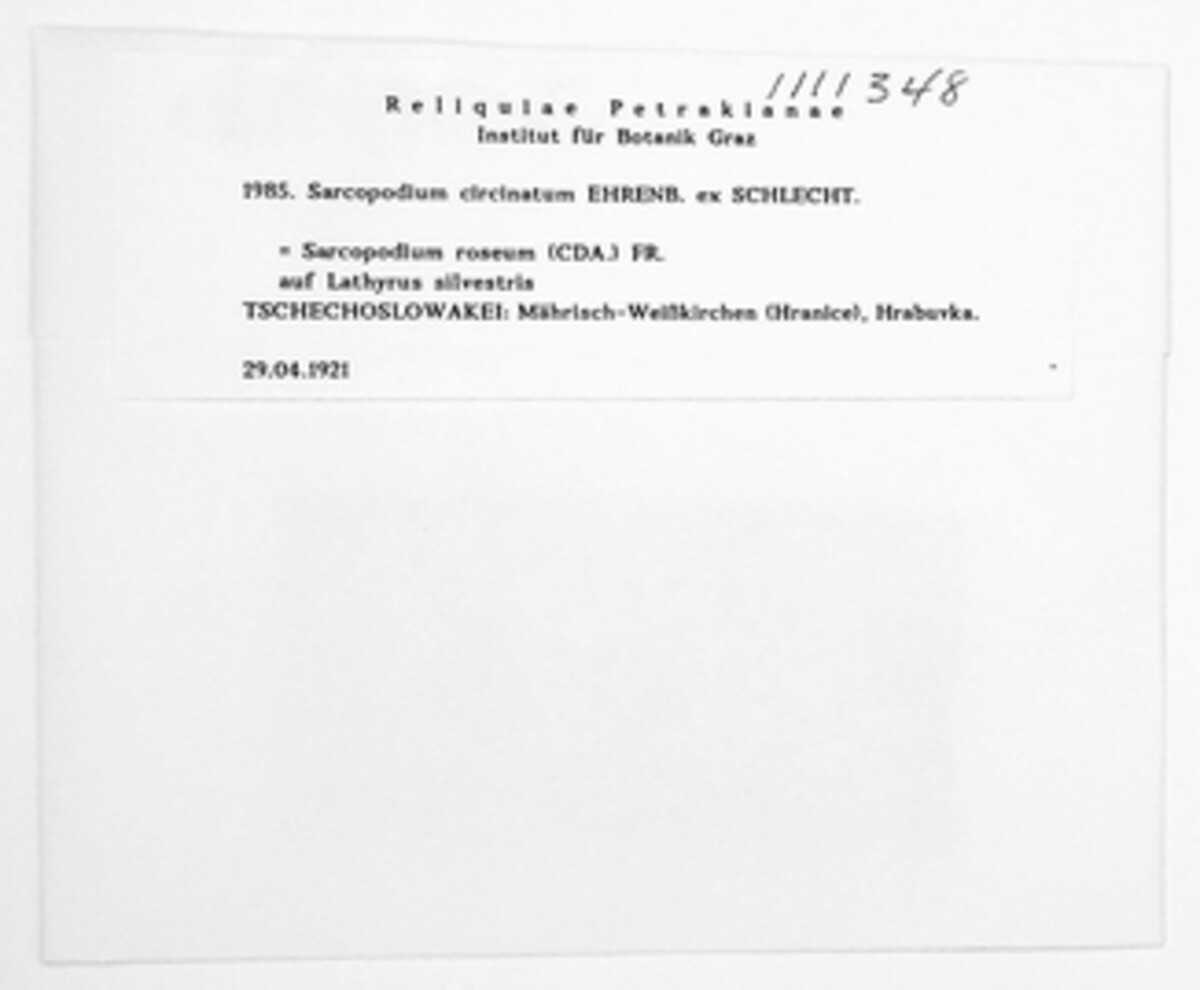 1111348
Reliquiae Petrakianae
Institut für Botanik Graz
1985. Sarcopodium circinatum EHRENB. ex SCHLECHT.
= Sarcopodium roseum (CDA.) FR.
auf Lathyrus silvestris
TSCHECHOSLOWAKEI: Mährisch-Weißkirchen (Hranice), Hrabuvka.
29.04.1921